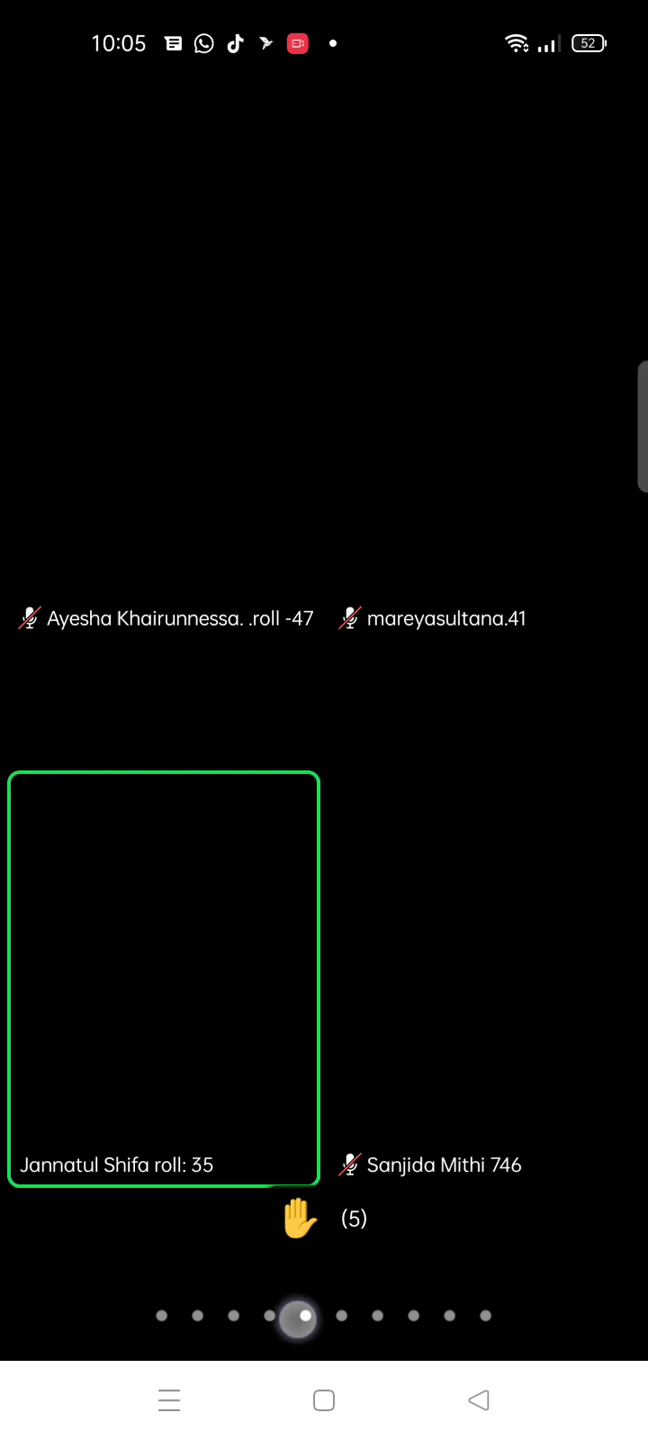 10:05
52
Ayesha Khairunnessa. .roll -47
mareyasultana.41
Jannatul Shifa roll: 35
Sanjida Mithi 746
(5)